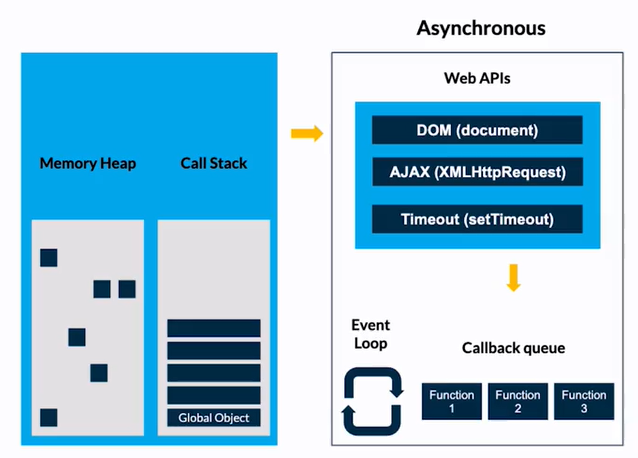 Asynchronous
Memory Heap
Call Stack
Global Object
Web APIs
DOM (document)
AJAX (XMLHttpRequest)
Timeout (setTimeout)
Event
Loop
Callback queue
Function
1
Function
2
Function
3